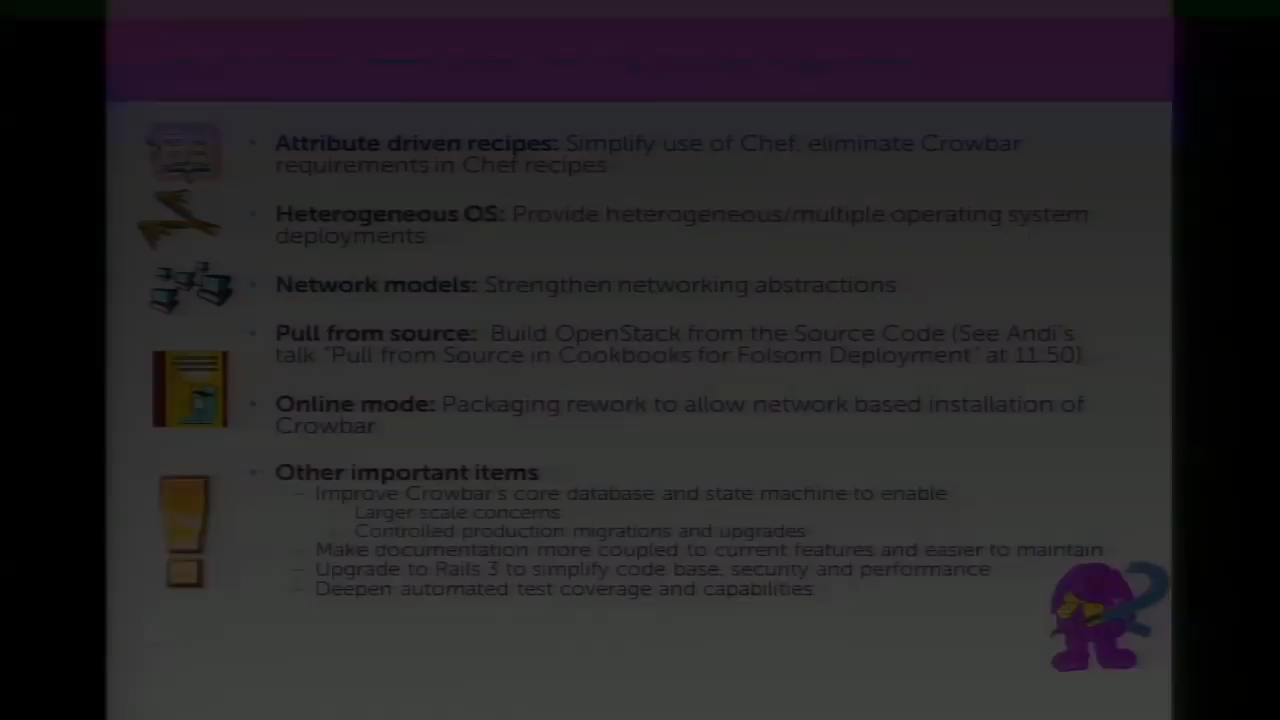 Attribute driven recipes: Simplify use of Chef, eliminate Crowbar
requirements in Chef recipes
Heterogeneous OS: Provide heterogeneous/multiple operating system
deployments
Network models: Strengthen networking abstractions
Pull from source: Build OpenStack from the Source Code (See Andi's
talk "Pull from Source in Cookbooks for Folsom Deployment" at 11:50)
Online mode: Packaging rework to allow network based installation of
Crowbar
Other important items
– Improve Crowbar's core database and state machine to enable
Larger scale concerns
Controlled production migrations and upgrades
– Make documentation more coupled to current features and easier to maintain
– Upgrade to Rails 3 to simplify code base, security and performance
– Deepen automated test coverage and capabilities
2